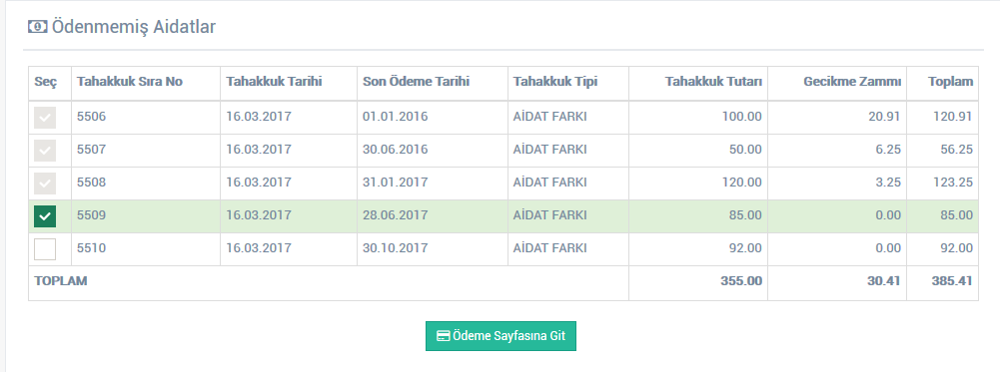 Ödenmemiş Aidatlar
Seç Tahakkuk Sıra No Tahakkuk Tarihi Son Ödeme Tarihi Tahakkuk Tipi Tahakkuk Tutarı Gecikme Zammı Toplam
5506 16.03.2017 01.01.2016 AİDAT FARKI 100.00 20.91 120.91
5507 16.03.2017 30.06.2016 AİDAT FARKI 50.00 6.25 56.25
5508 16.03.2017 31.01.2017 AİDAT FARKI 120.00 3.25 123.25
5509 16.03.2017 28.06.2017 AİDAT FARKI 85.00 0.00 85.00
5510 16.03.2017 30.10.2017 AİDAT FARKI 92.00 0.00 92.00
TOPLAM 355.00 30.41 385.41
Ödeme Sayfasına Git